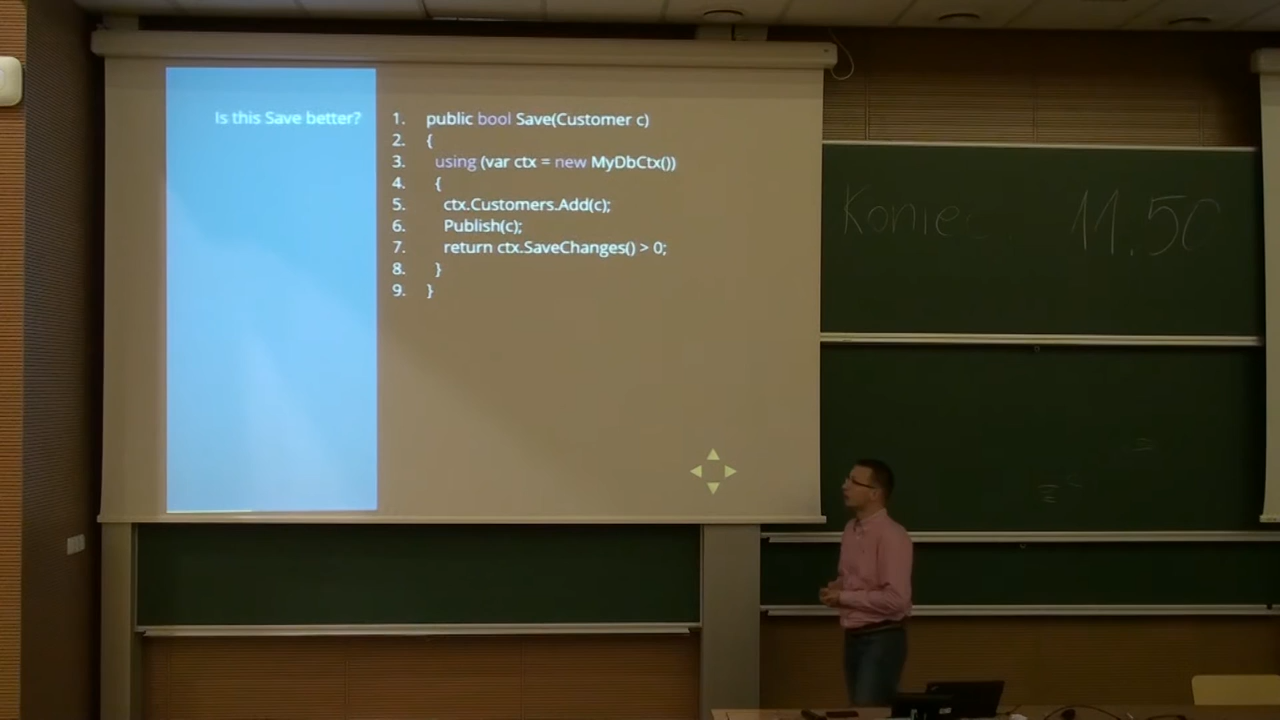 Is this Save better?
1. public bool Save(Customer c)
2. {
3. using (var ctx = new MyDbCtx())
4. {
5. ctx.Customers.Add(c);
6. Publish(c);
7. return ctx.SaveChanges() > 0;
8. }
9. }
Koniec 11.50